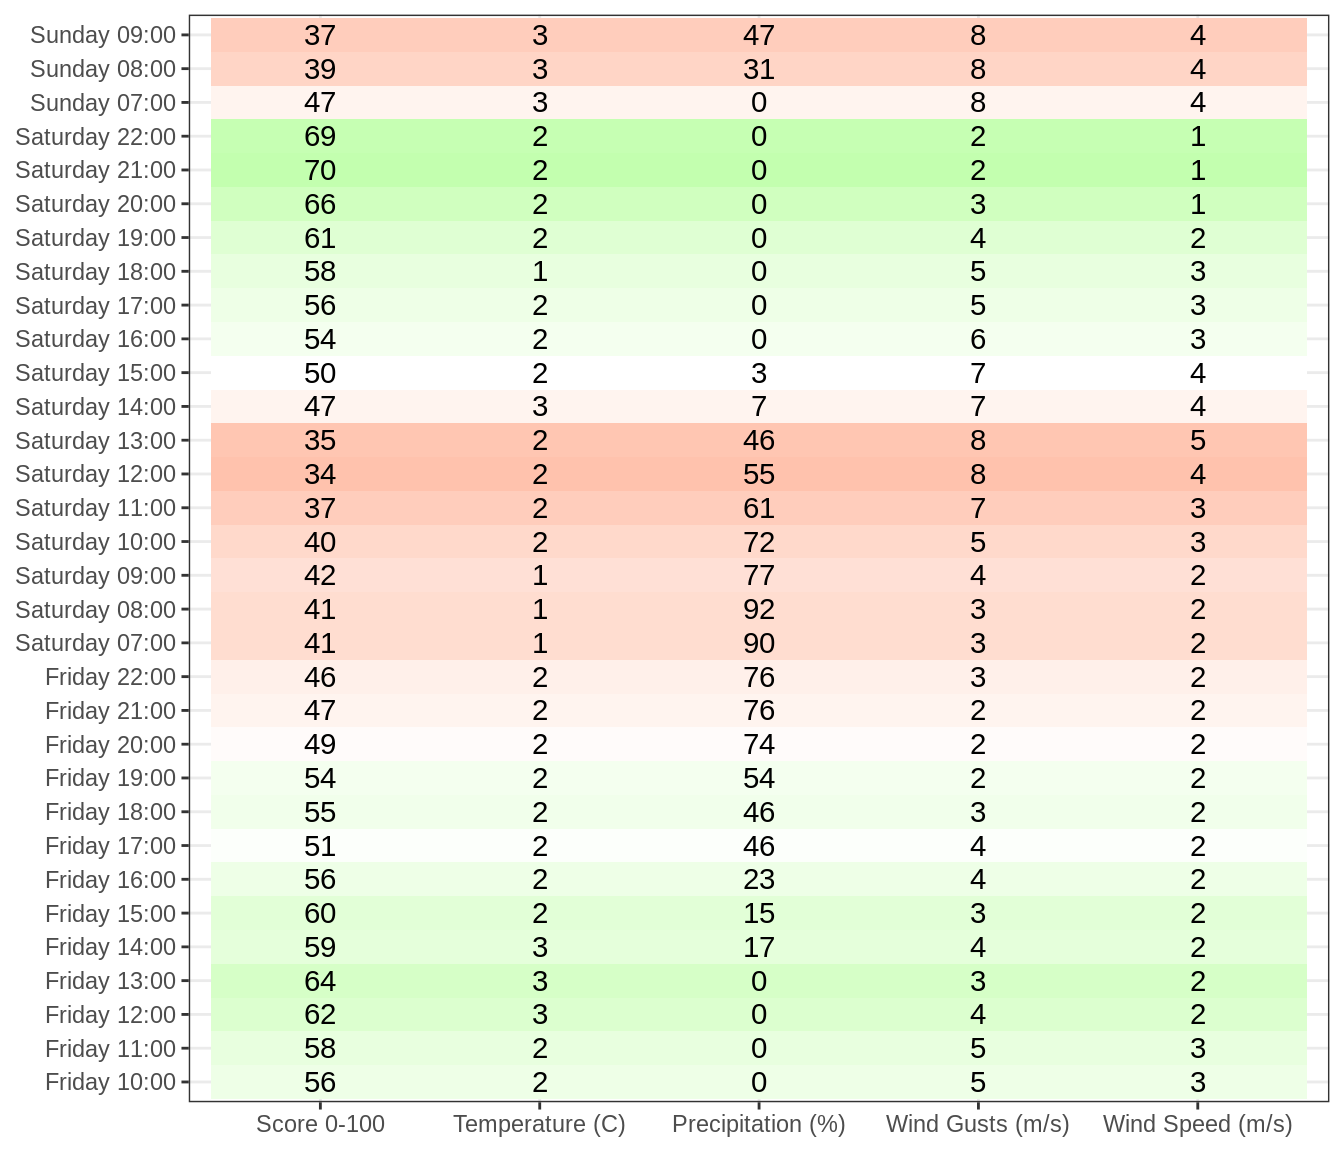 Sunday 09:00 37 3 47 8 4
Sunday 08:00 39 3 31 8 4
Sunday 07:00 47 3 0 8 4
Saturday 22:00 69 2 0 2 1
Saturday 21:00 70 2 0 2 1
Saturday 20:00 66 2 0 3 1
Saturday 19:00 61 2 0 4 2
Saturday 18:00 58 1 0 5 3
Saturday 17:00 56 2 0 5 3
Saturday 16:00 54 2 0 6 3
Saturday 15:00 50 2 3 7 4
Saturday 14:00 47 3 7 7 4
Saturday 13:00 35 2 46 8 5
Saturday 12:00 34 2 55 8 4
Saturday 11:00 37 2 61 7 3
Saturday 10:00 40 2 72 5 3
Saturday 09:00 42 1 77 4 2
Saturday 08:00 41 1 92 3 2
Saturday 07:00 41 1 90 3 2
Friday 22:00 46 2 76 3 2
Friday 21:00 47 2 76 2 2
Friday 20:00 49 2 74 2 2
Friday 19:00 54 2 54 2 2
Friday 18:00 55 2 46 3 2
Friday 17:00 51 2 46 4 2
Friday 16:00 56 2 23 4 2
Friday 15:00 60 2 15 3 2
Friday 14:00 59 3 17 4 2
Friday 13:00 64 3 0 3 2
Friday 12:00 62 3 0 4 2
Friday 11:00 58 2 0 5 3
Friday 10:00 56 2 0 5 3
Score 0-100 Temperature (C) Precipitation (%) Wind Gusts (m/s) Wind Speed (m/s)